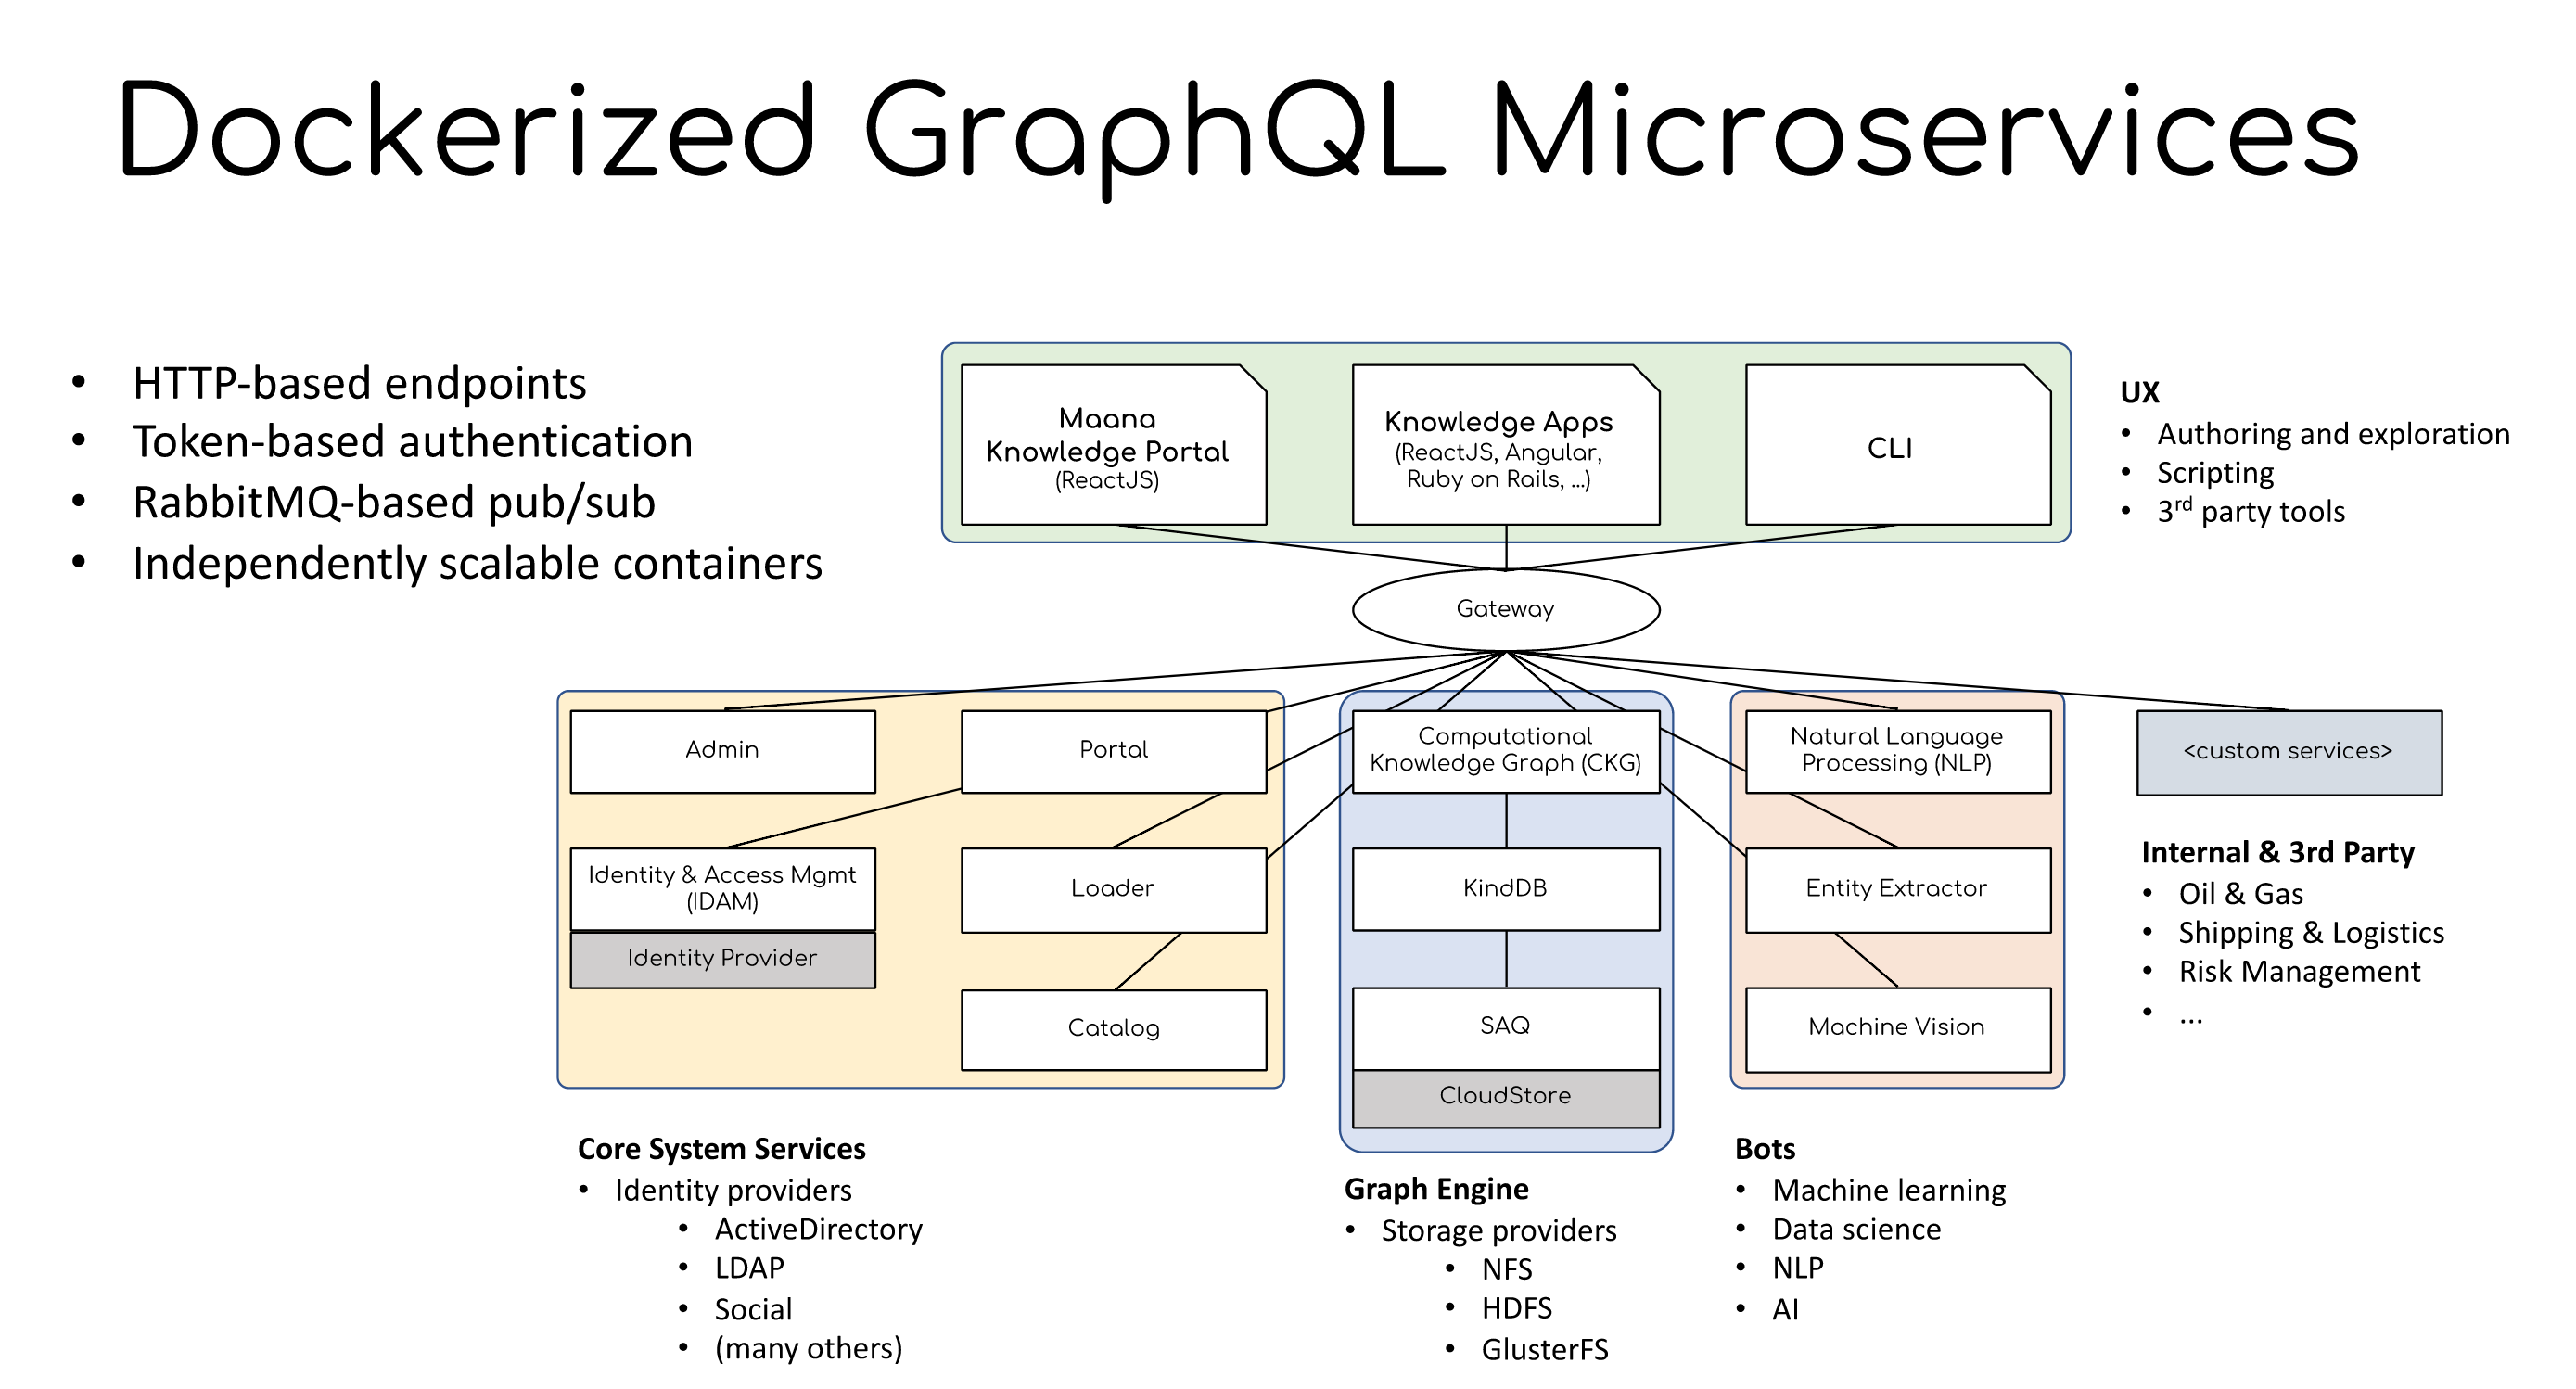 Dockerized GraphQL Microservices
• HTTP-based endpoints
• Token-based authentication
• RabbitMQ-based pub/sub
• Independently scalable containers
Maana
Knowledge Portal
(ReactJS)
Knowledge Apps
(ReactJS, Angular,
Ruby on Rails, ...)
CLI
UX
• Authoring and exploration
• Scripting
• 3rd party tools
Gateway
Admin
Portal
Identity & Access Mgmt
(IDAM)
Identity Provider
Loader
Catalog
Computational
Knowledge Graph (CKG)
KindDB
SAQ
CloudStore
Natural Language
Processing (NLP)
Entity Extractor
Machine Vision
<custom services>
Internal & 3rd Party
• Oil & Gas
• Shipping & Logistics
• Risk Management
• ...
Core System Services
• Identity providers
• ActiveDirectory
• LDAP
• Social
• (many others)
Graph Engine
• Storage providers
• NFS
• HDFS
• GlusterFS
Bots
• Machine learning
• Data science
• NLP
• AI